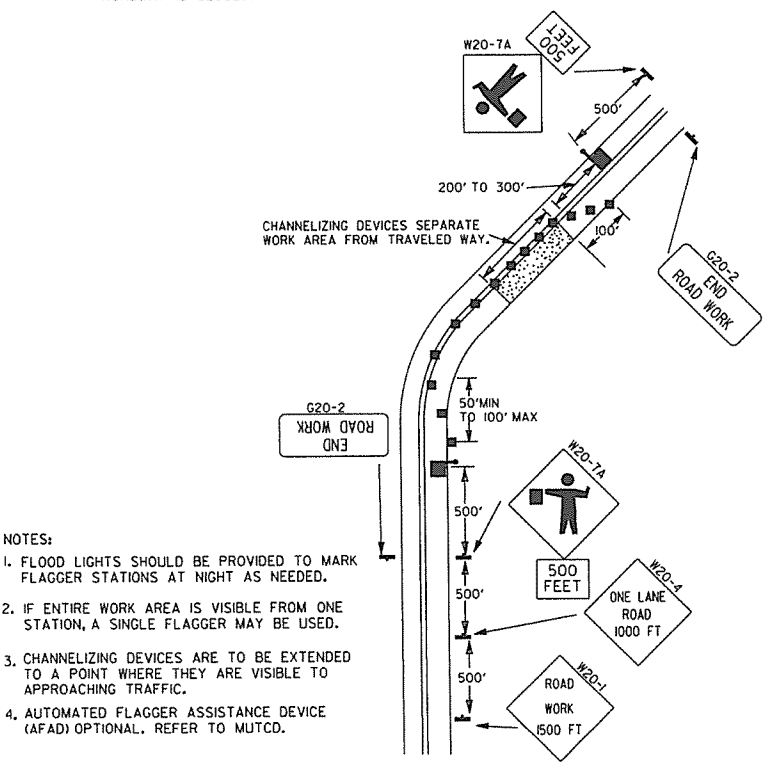 W20-7A
500
FEET
500'
200' TO 300'
CHANNELIZING DEVICES SEPARATE
WORK AREA FROM TRAVELED WAY.
100'
G20-2
END
ROAD WORK
50'MIN
TO 100' MAX
G20-2
END
ROAD WORK
W20-7A
500'
500
FEET
500'
W20-4
ONE LANE
ROAD
1000 FT
500'
W20-1
ROAD
WORK
1500 FT
NOTES:
1. FLOOD LIGHTS SHOULD BE PROVIDED TO MARK
FLAGGER STATIONS AT NIGHT AS NEEDED.
2. IF ENTIRE WORK AREA IS VISIBLE FROM ONE
STATION, A SINGLE FLAGGER MAY BE USED.
3. CHANNELIZING DEVICES ARE TO BE EXTENDED
TO A POINT WHERE THEY ARE VISIBLE TO
APPROACHING TRAFFIC.
4. AUTOMATED FLAGGER ASSISTANCE DEVICE
(AFAD) OPTIONAL. REFER TO MUTCD.